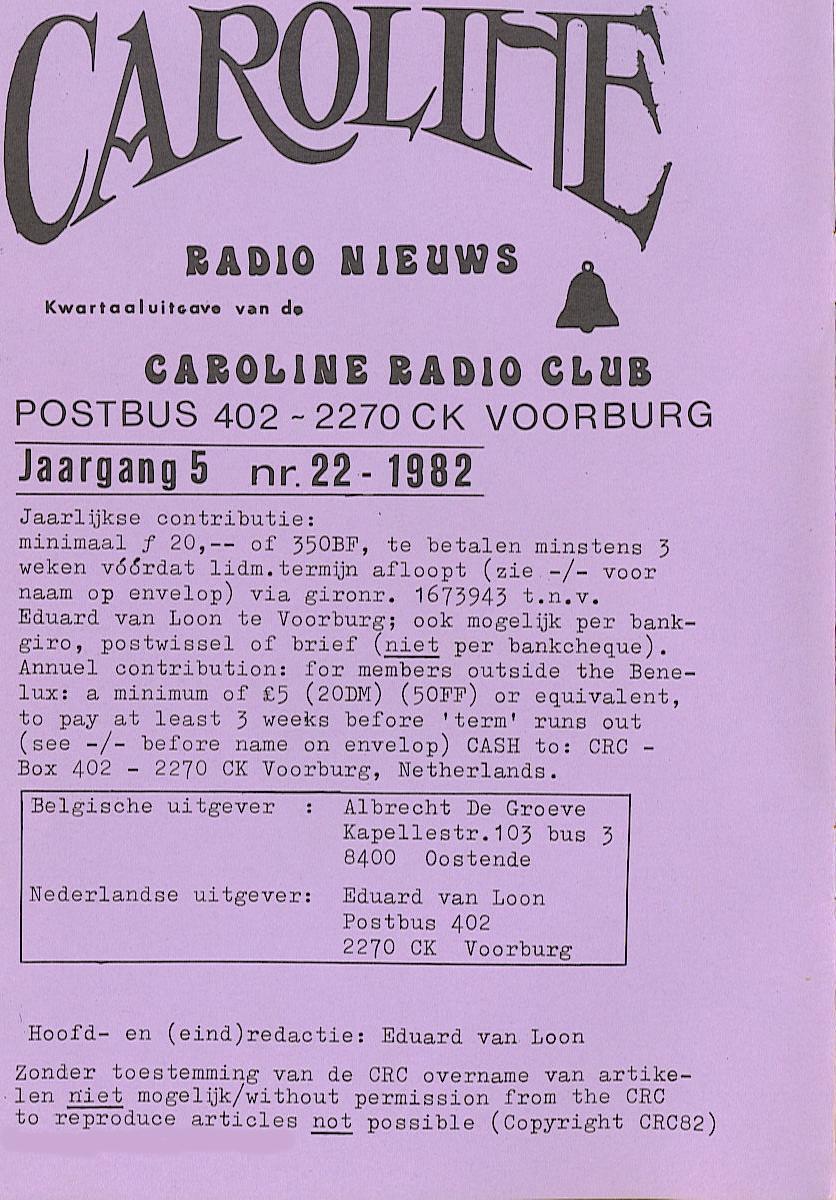 CAROLINE
RADIO NIEUWS
Kwartaaluitgave van de
CAROLINE RADIO CLUB
POSTBUS 402 ~ 2270 CK VOORBURG
Jaargang 5 nr. 22 - 1982
Jaarlijkse contributie:
minimaal ƒ 20,-- of 350BF, te betalen minstens 3
weken vóórdat lidm.termijn afloopt (zie -/- voor
naam op envelop) via gironr. 1673943 t.n.v.
Eduard van Loon te Voorburg; ook mogelijk per bank-
giro, postwissel of brief (niet per bankcheque).
Annuel contribution: for members outside the Bene-
lux: a minimum of £5 (20DM) (50FF) or equivalent,
to pay at least 3 weeks before 'term' runs out
(see -/- before name on envelop) CASH to: CRC -
Box 402 - 2270 CK Voorburg, Netherlands.
Belgische uitgever : Albrecht De Groeve
Kapellestr.103 bus 3
8400 Oostende
Nederlandse uitgever: Eduard van Loon
Postbus 402
2270 CK Voorburg
Hoofd- en (eind)redactie: Eduard van Loon
Zonder toestemming van de CRC overname van artike-
len niet mogelijk/without permission from the CRC
to reproduce articles not possible (Copyright CRC82)